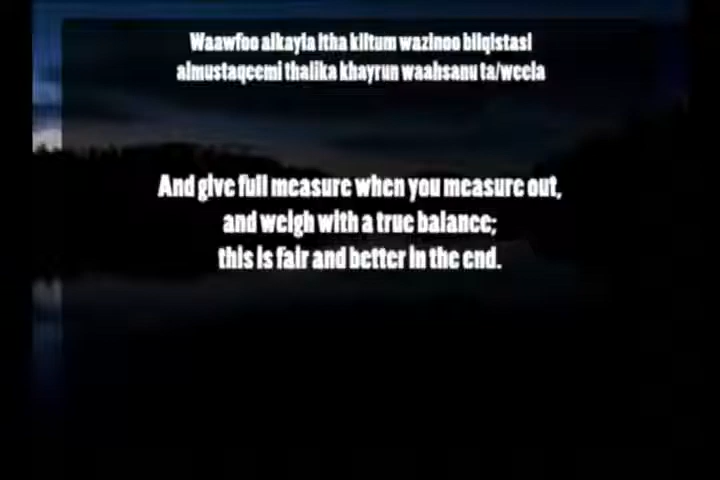 Waawfoo alkayla itha kiltum wazinoo bilqistasi
almustaqeemi thalika khayrun waahsanu ta/weela
And give full measure when you measure out,
and weigh with a true balance;
this is fair and better in the end.